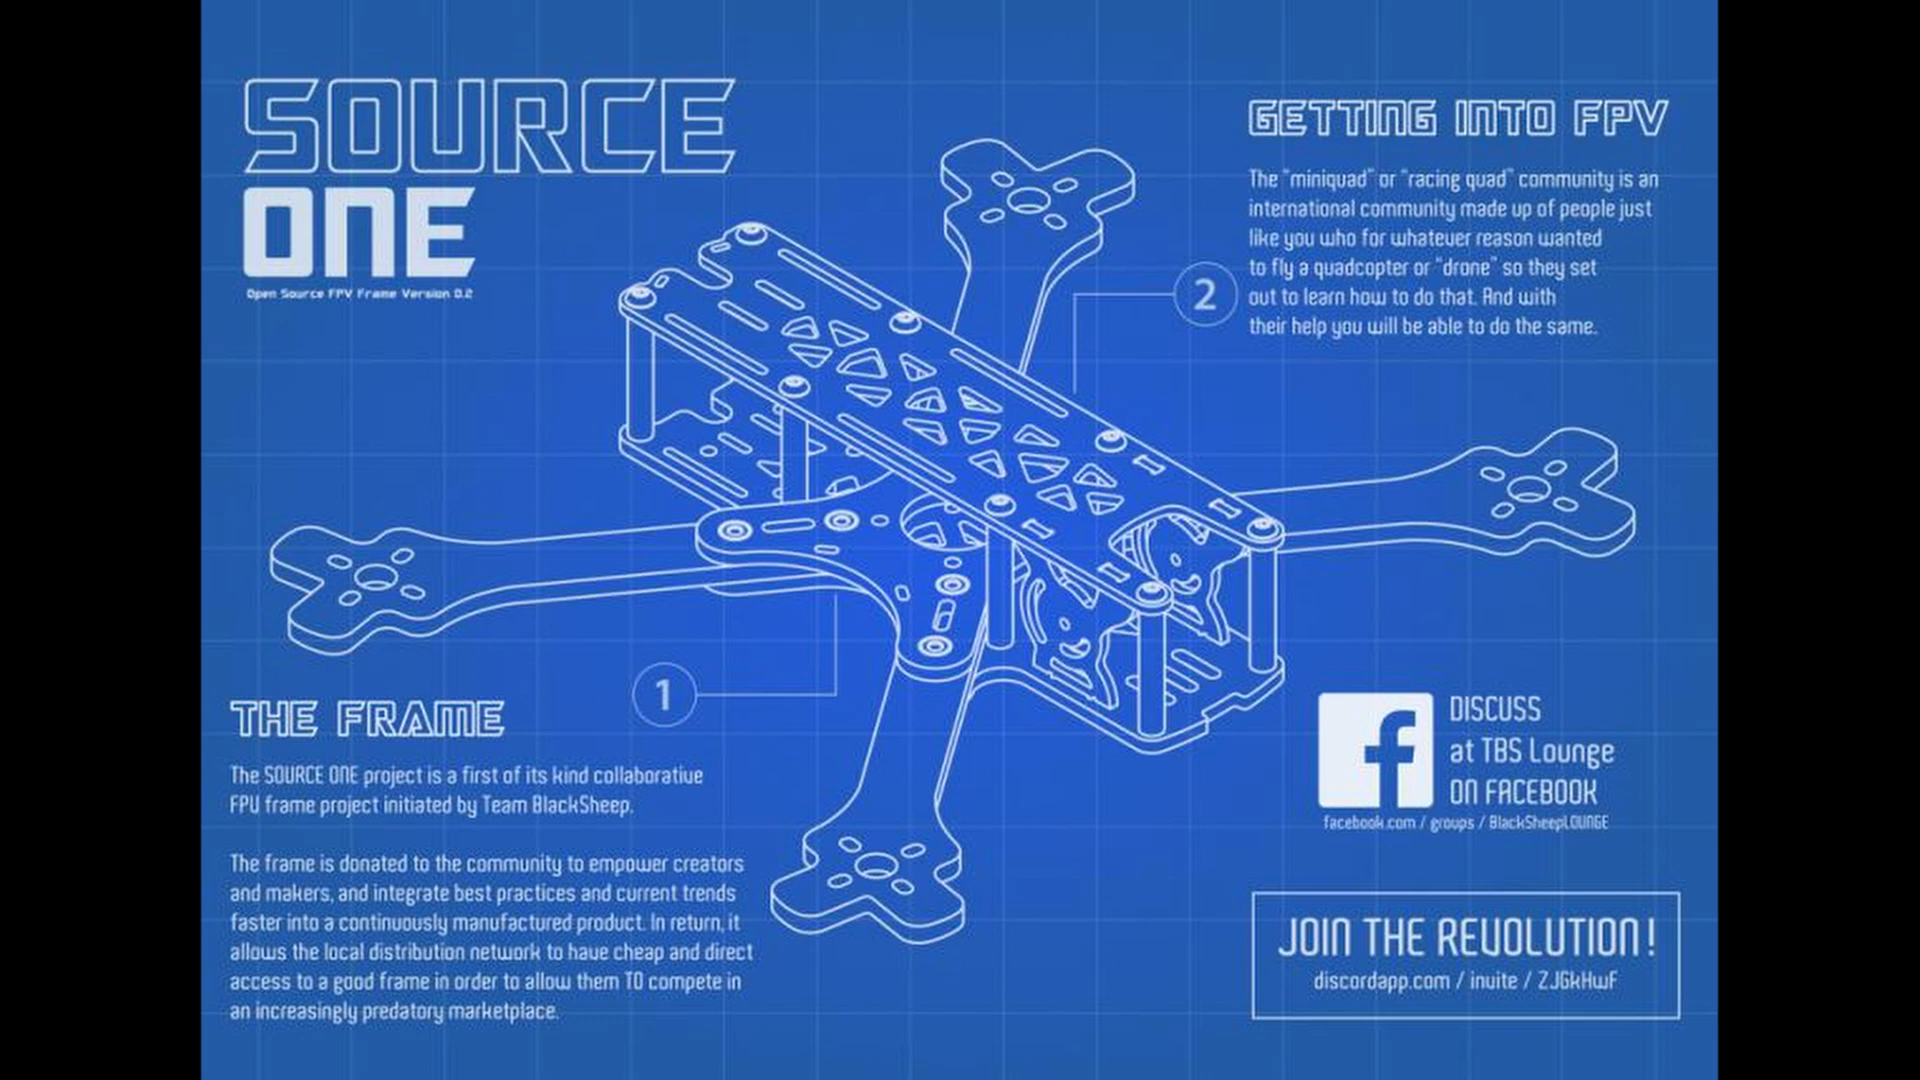 SOURCE
ONE
Open Source FPV Frame Version 0.2
GETTING INTO FPV
The "miniquad" or "racing quad" community is an
international community made up of people just
like you who for whatever reason wanted
to fly a quadcopter or "drone" so they set
out to learn how to do that. And with
their help you will be able to do the same.
2
1
THE FRAME
The SOURCE ONE project is a first of its kind collaborative
FPV frame project initiated by Team BlackSheep.
The frame is donated to the community to empower creators
and makers, and integrate best practices and current trends
faster into a continuously manufactured product. In return, it
allows the local distribution network to have cheap and direct
access to a good frame in order to allow them TO compete in
an increasingly predatory marketplace.
f
DISCUSS
at TBS Lounge
ON FACEBOOK
facebook.com / groups / BlackSheepLOUNGE
JOIN THE REVOLUTION!
discordapp.com / invite / ZJGkHwF